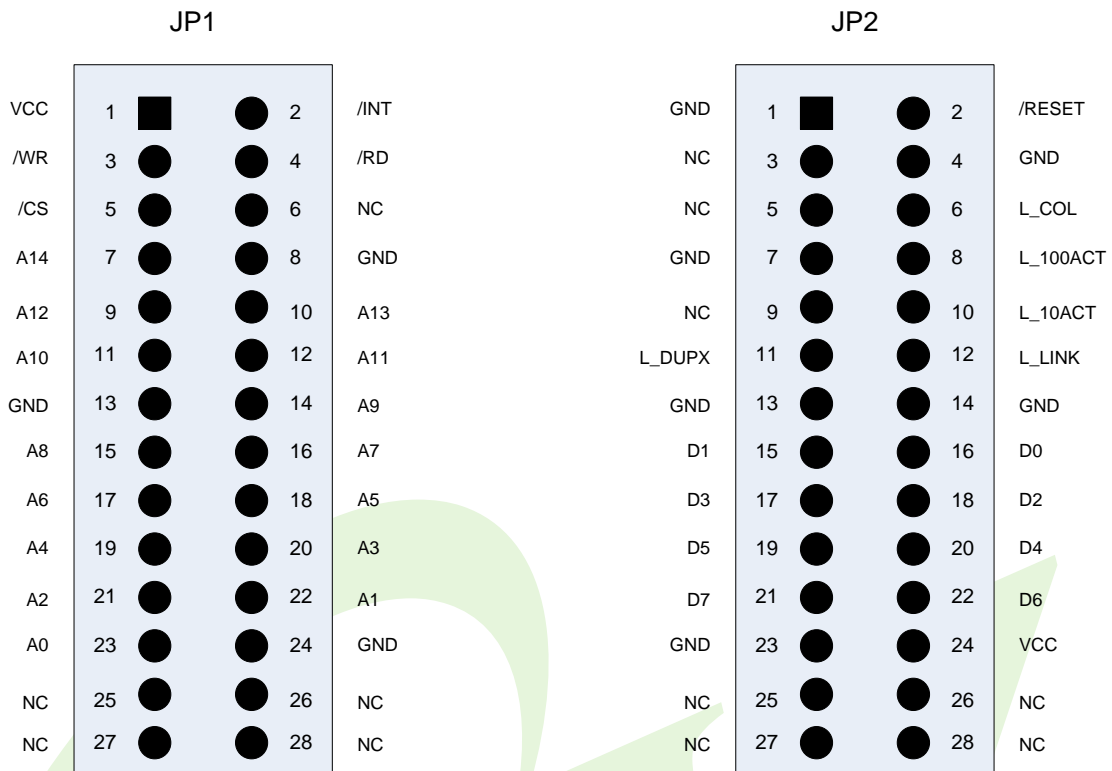 JP1 JP2
VCC 1 2 /INT GND 1 2 /RESET
/WR 3 4 /RD NC 3 4 GND
/CS 5 6 NC NC 5 6 L_COL
A14 7 8 GND GND 7 8 L_100ACT
A12 9 10 A13 NC 9 10 L_10ACT
A10 11 12 A11 L_DUPX 11 12 L_LINK
GND 13 14 A9 GND 13 14 GND
A8 15 16 A7 D1 15 16 D0
A6 17 18 A5 D3 17 18 D2
A4 19 20 A3 D5 19 20 D4
A2 21 22 A1 D7 21 22 D6
A0 23 24 GND GND 23 24 VCC
NC 25 26 NC NC 25 26 NC
NC 27 28 NC NC 27 28 NC